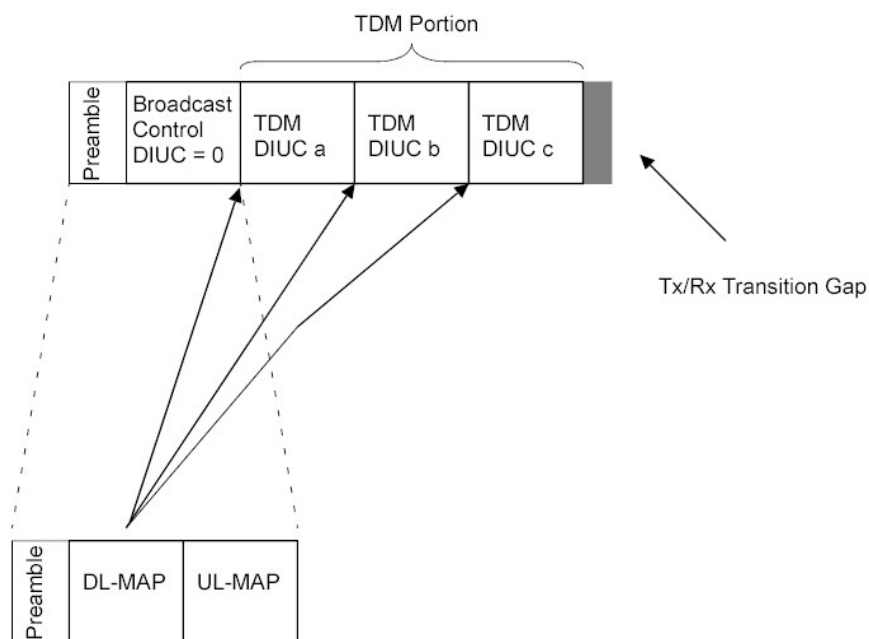 TDM Portion
Preamble
Broadcast
Control
DIUC = 0
TDM
DIUC a
TDM
DIUC b
TDM
DIUC c
Tx/Rx Transition Gap
Preamble
DL-MAP
UL-MAP